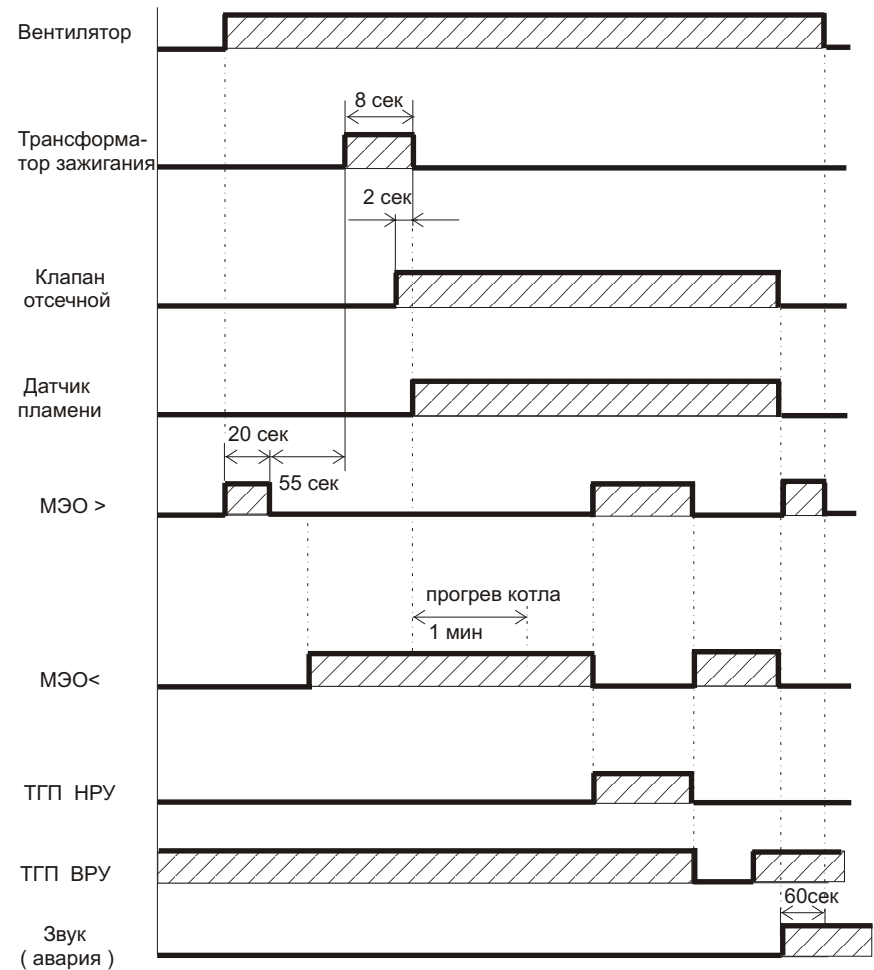 Вентилятор
8 сек
Трансформа-
тор зажигания
2 сек
Клапан
отсечной
Датчик
пламени
20 сек
55 сек
МЭО >
прогрев котла
1 мин
МЭО<
ТГП НРУ
ТГП ВРУ
60сек
Звук
( авария )